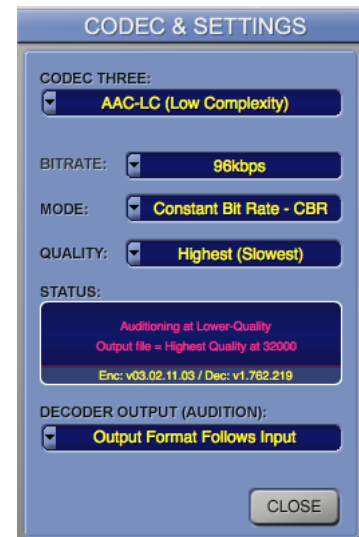 CODEC & SETTINGS
CODEC THREE:
AAC-LC (Low Complexity)
BITRATE: 96kbps
MODE: Constant Bit Rate - CBR
QUALITY: Highest (Slowest)
STATUS:
Auditioning at Lower-Quality
Output file = Highest Quality at 32000
Enc: v03.02.11.03 / Dec: v1.762.219
DECODER OUTPUT (AUDITION):
Output Format Follows Input
CLOSE